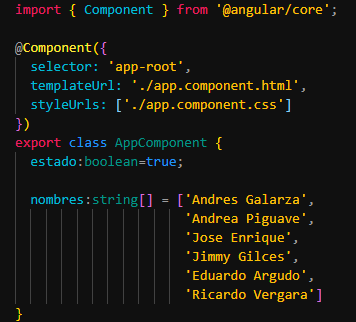 import { Component } from '@angular/core';
@Component({
selector: 'app-root',
templateUrl: './app.component.html',
styleUrls: ['./app.component.css']
})
export class AppComponent {
estado:boolean=true;
nombres:string[] = ['Andres Galarza',
'Andrea Piguave',
'Jose Enrique',
'Jimmy Gilces',
'Eduardo Argudo',
'Ricardo Vergara']
}